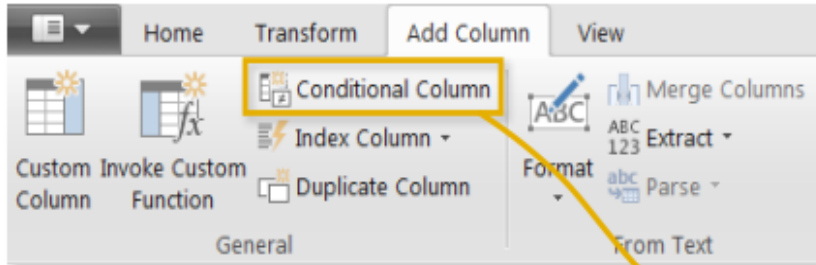 Home Transform Add Column View
Conditional Column
Index Column
Duplicate Column
Custom Column
Invoke Custom Function
General
ABC
Format
Merge Columns
ABC
123
Extract
abc
Parse
From Text
fx